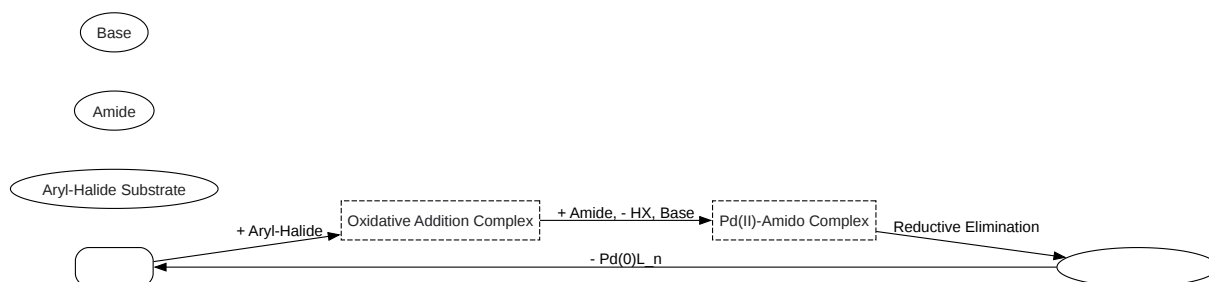 Base
Amide
Aryl-Halide Substrate
+ Aryl-Halide
Oxidative Addition Complex
+ Amide, - HX, Base
Pd(II)-Amido Complex
Reductive Elimination
- Pd(0)L_n